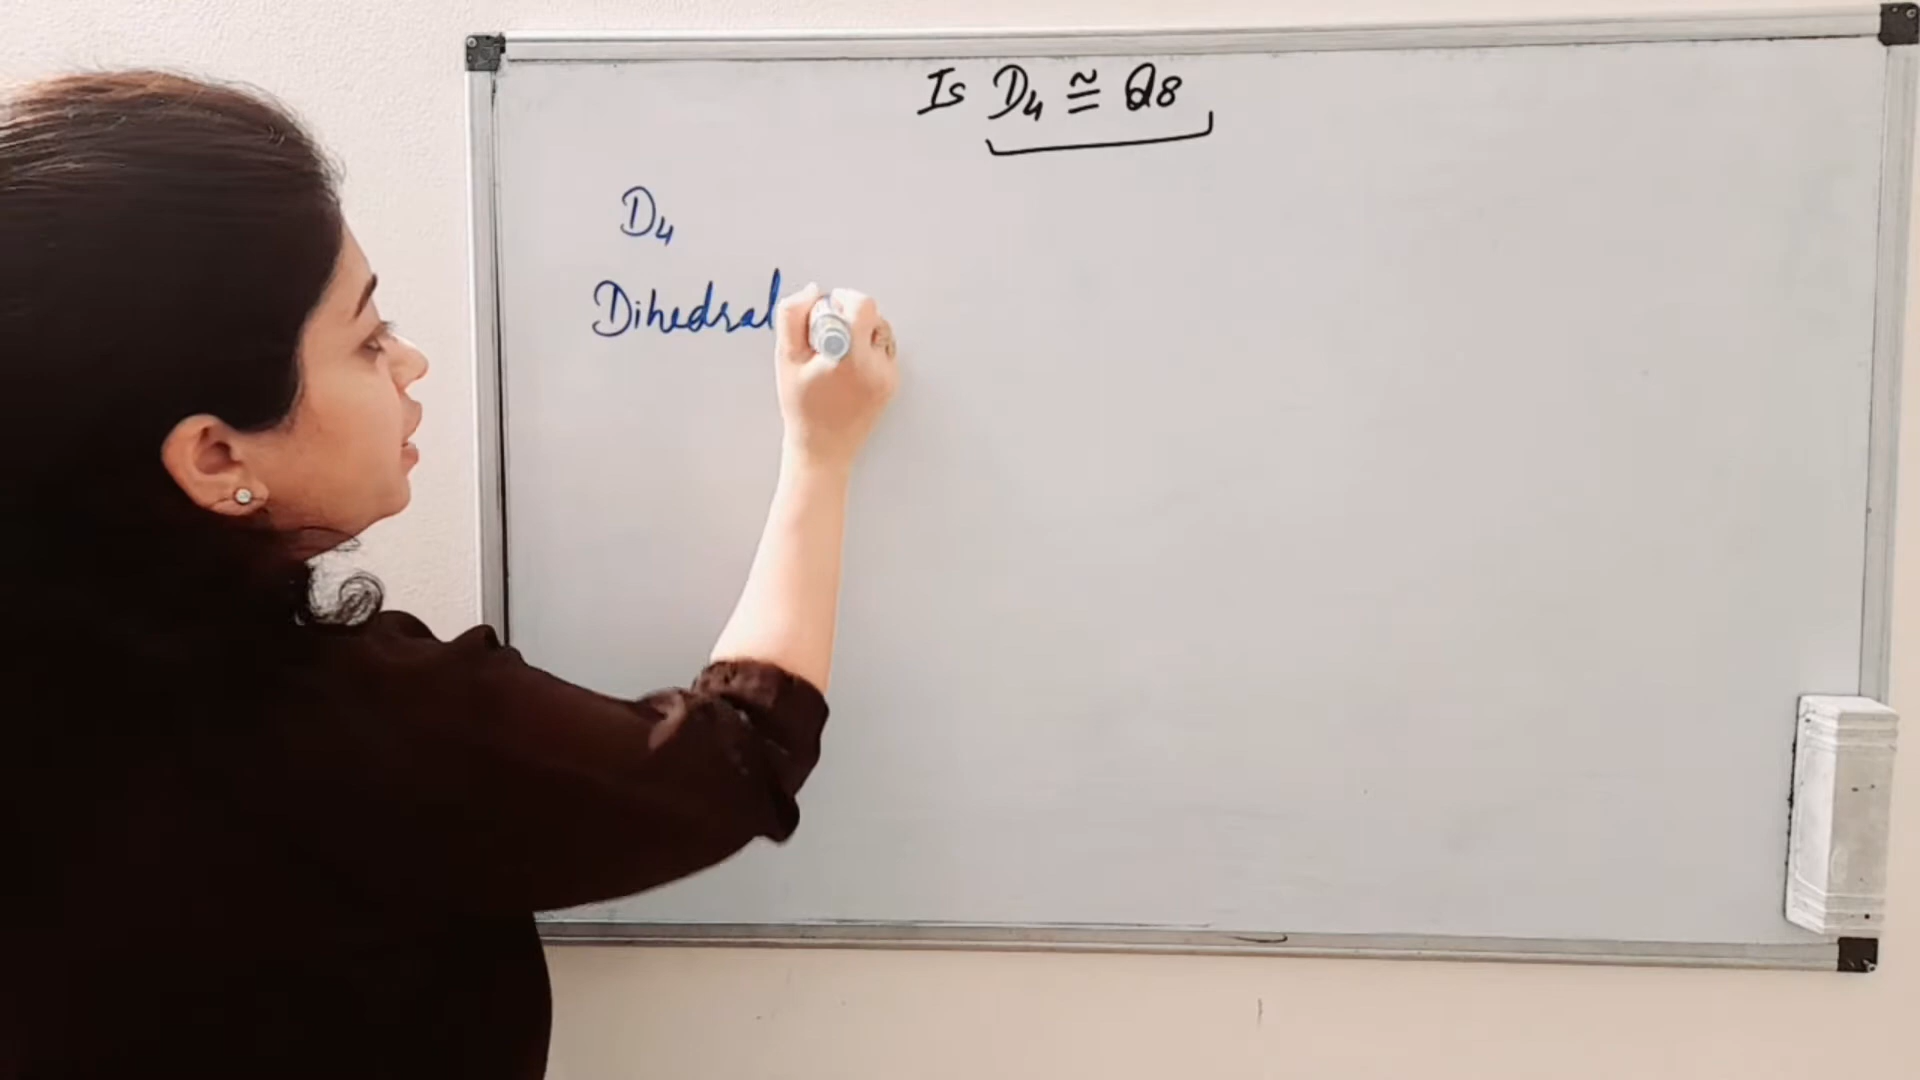 Is D₄ ≅ Q8
D₄
Dihedral